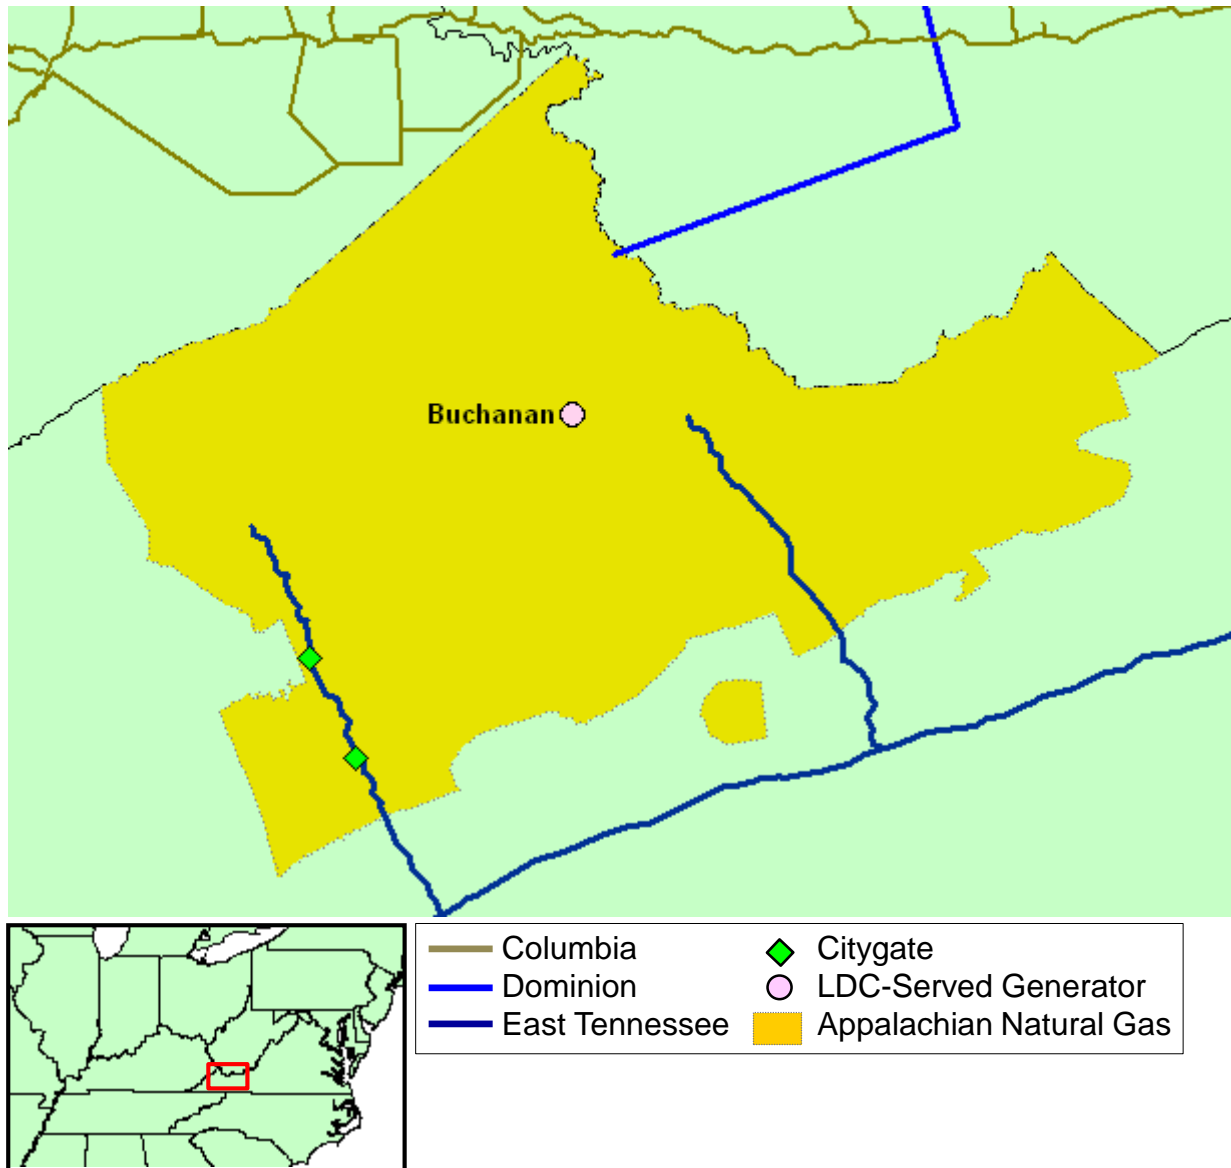 Buchanan
Columbia
Dominion
East Tennessee
Citygate
LDC-Served Generator
Appalachian Natural Gas